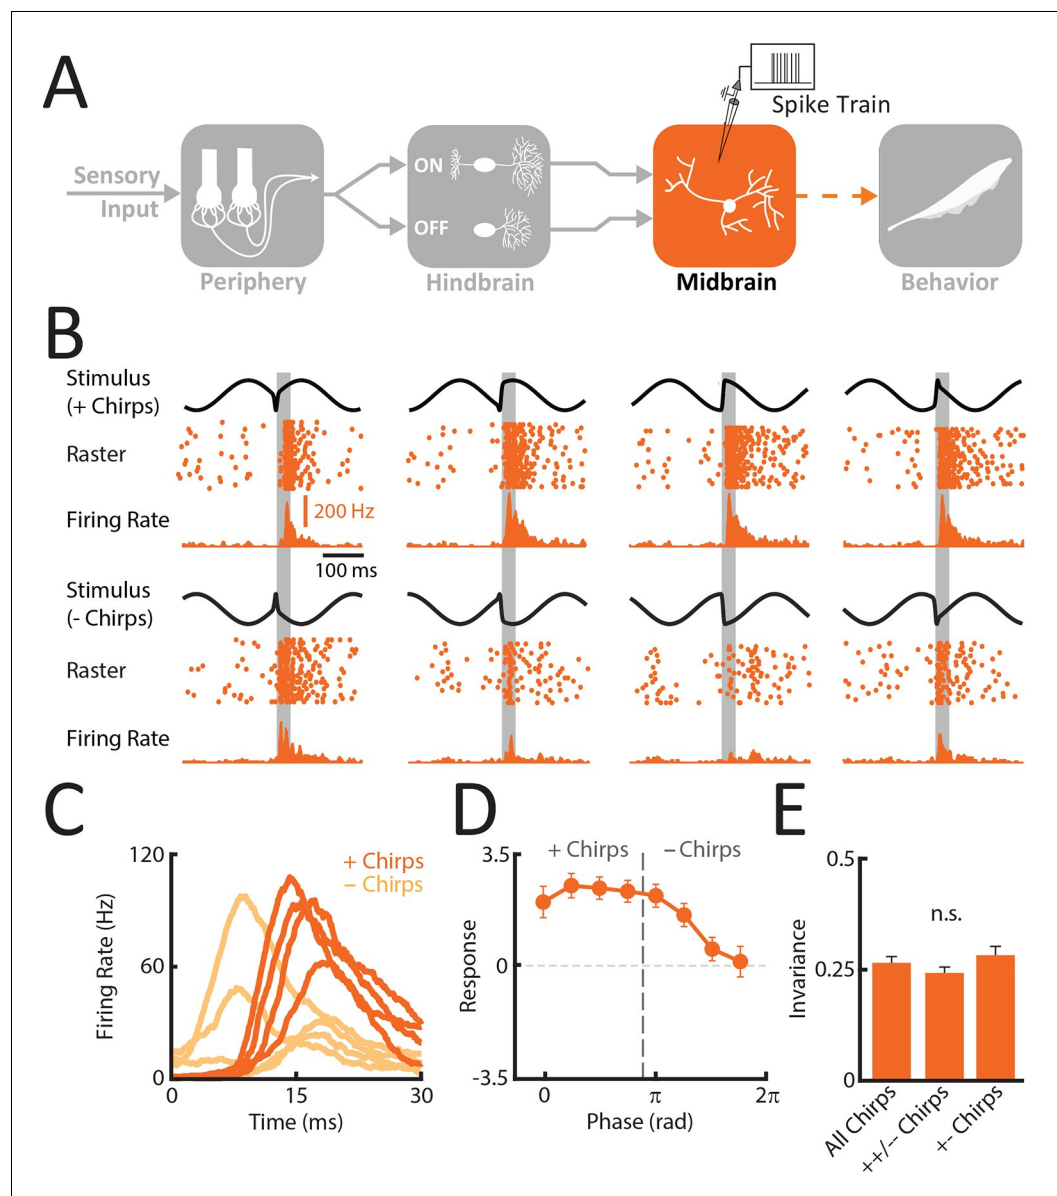 A
Spike Train
Sensory
Input
ON
OFF
Periphery
Hindbrain
Midbrain
Behavior
B
Stimulus
(+ Chirps)
Raster
Firing Rate
200 Hz
100 ms
Stimulus
(- Chirps)
Raster
Firing Rate
C
120
60
0
Firing Rate (Hz)
+ Chirps
– Chirps
0 15 30
Time (ms)
D
3.5
0
-3.5
Response
+ Chirps – Chirps
0 π 2π
Phase (rad)
E
0.5
0.25
0
Invariance
n.s.
All Chirps
++/-- Chirps
+- Chirps